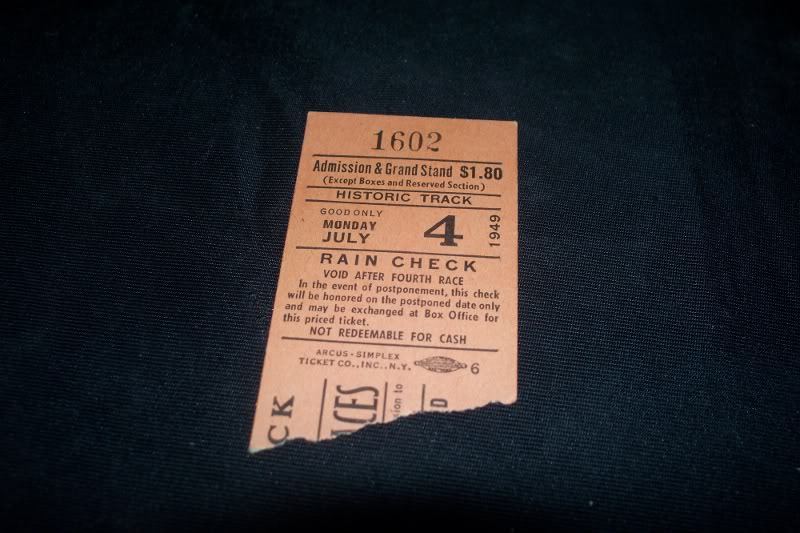 1602
Admission & Grand Stand $1.80
(Except Boxes and Reserved Section)
HISTORIC TRACK
GOOD ONLY
MONDAY
JULY 4 1949
RAIN CHECK
VOID AFTER FOURTH RACE
In the event of postponement, this check
will be honored on the postponed date only
and may be exchanged at Box Office for
this priced ticket.
NOT REDEEMABLE FOR CASH
ARCUS-SIMPLEX
TICKET CO., INC., N.Y. 6
CK